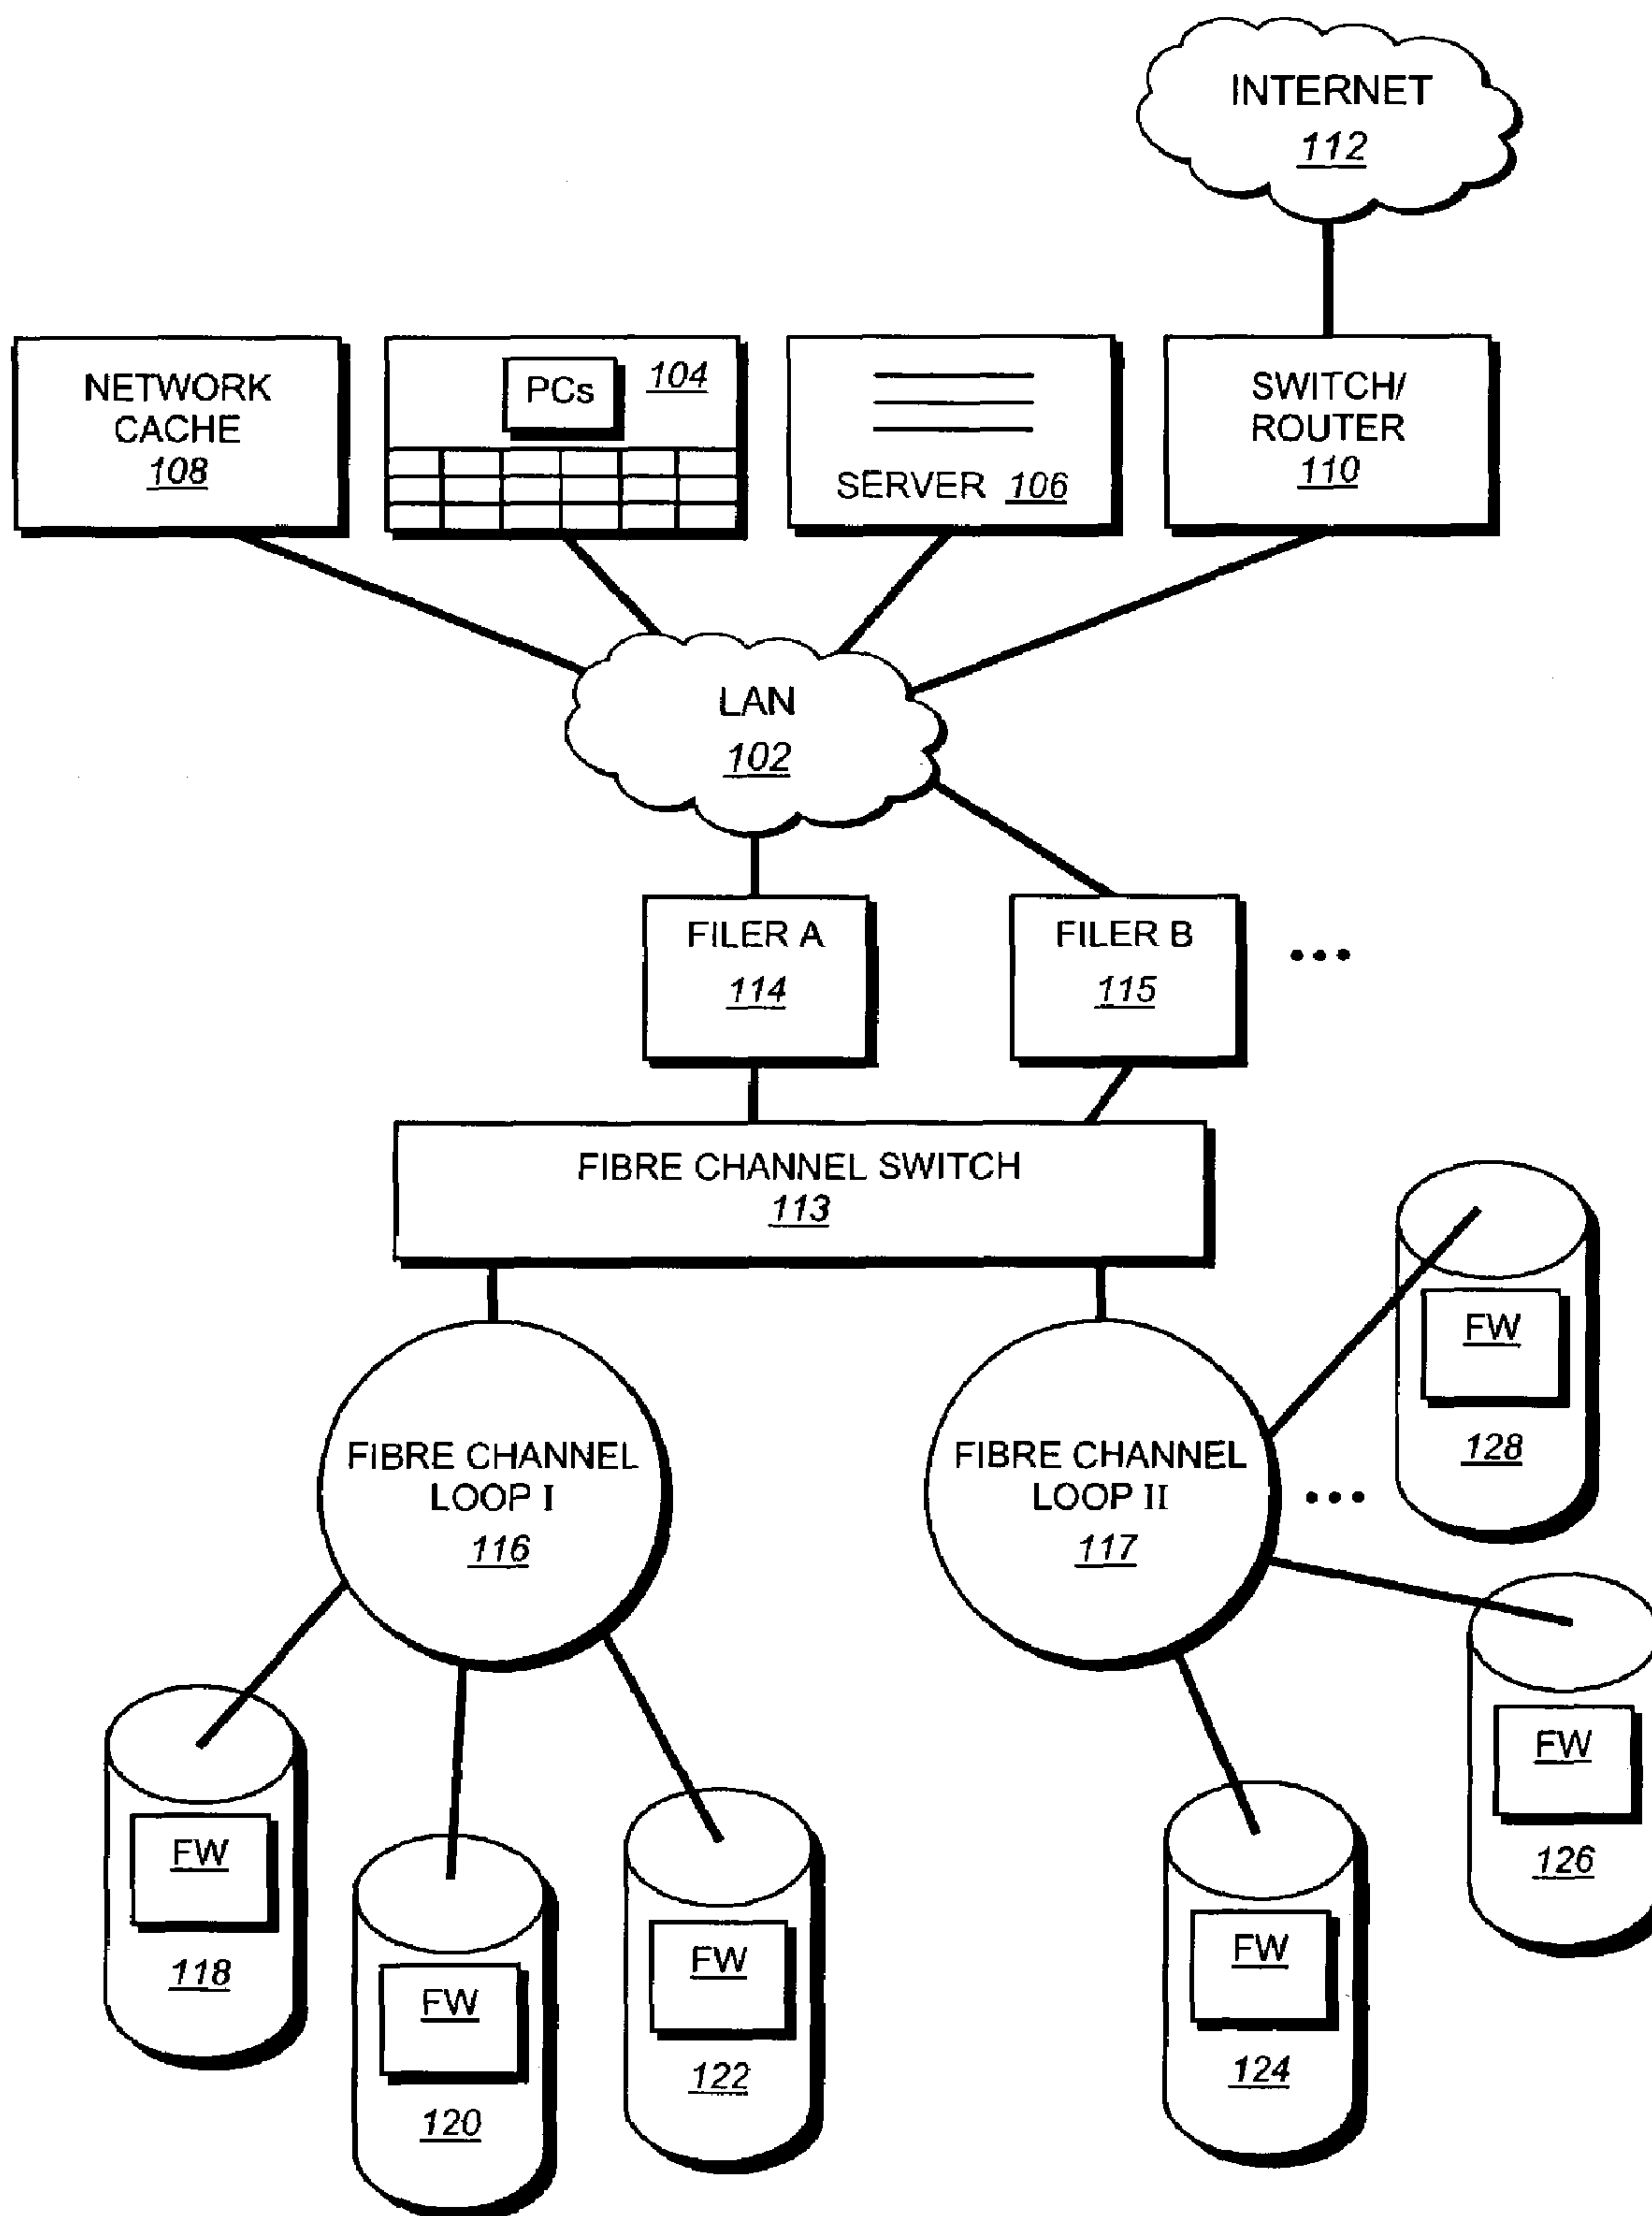 INTERNET
112
NETWORK
CACHE
108
PCs
104
SERVER 106
SWITCH/
ROUTER
110
LAN
102
FILER A
114
FILER B
115
...
FIBRE CHANNEL SWITCH
113
FIBRE CHANNEL
LOOP I
116
FIBRE CHANNEL
LOOP II
117
...
FW
128
FW
126
FW
118
FW
120
FW
122
FW
124